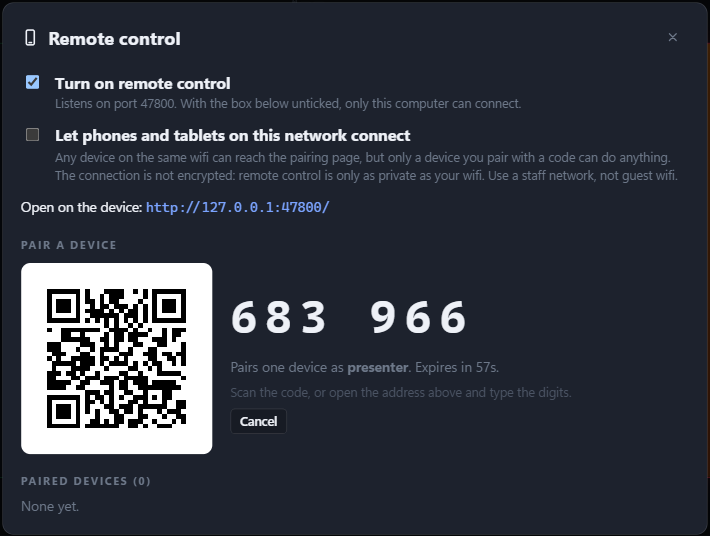 Remote control
Turn on remote control
Listens on port 47800. With the box below unticked, only this computer can connect.
Let phones and tablets on this network connect
Any device on the same wifi can reach the pairing page, but only a device you pair with a code can do anything.
The connection is not encrypted: remote control is only as private as your wifi. Use a staff network, not guest wifi.
Open on the device: http://127.0.0.1:47800/
PAIR A DEVICE
683 966
Pairs one device as presenter. Expires in 57s.
Scan the code, or open the address above and type the digits.
Cancel
PAIRED DEVICES (0)
None yet.